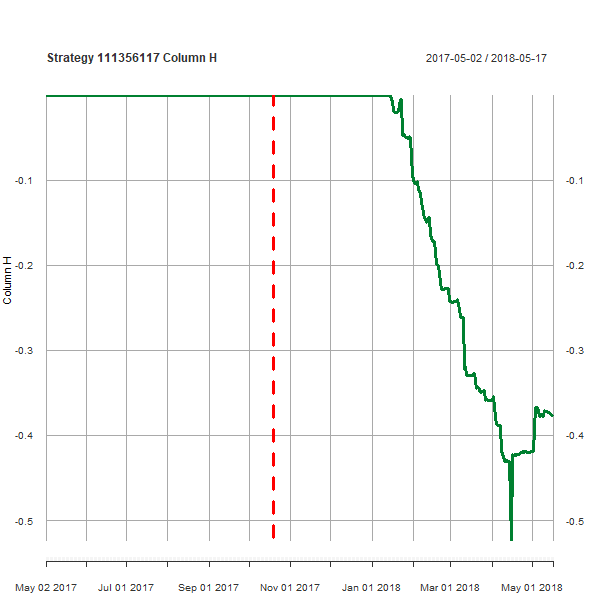 Strategy 111356117 Column H
2017-05-02 / 2018-05-17
-0.1 -0.1
-0.2 -0.2
Column H
-0.3 -0.3
-0.4 -0.4
-0.5 -0.5
May 02 2017 Jul 01 2017 Sep 01 2017 Nov 01 2017 Jan 01 2018 Mar 01 2018 May 01 2018